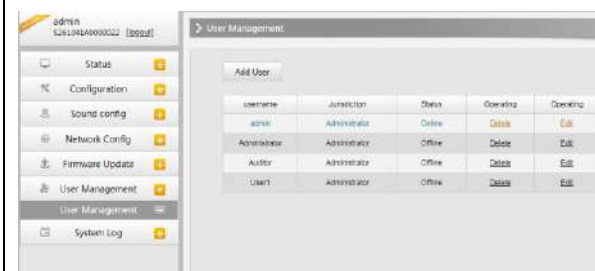 admin
[logout]
User Management
Status
Configuration
Sound config
Network Config
Firmware Update
User Management
User Management
System Log
Add User
username Jurisdiction Status Operating Operating
admin Administrator Online Delete Edit
Administrator Administrator Offline Delete Edit
Auditor Administrator Offline Delete Edit
User1 Administrator Offline Delete Edit